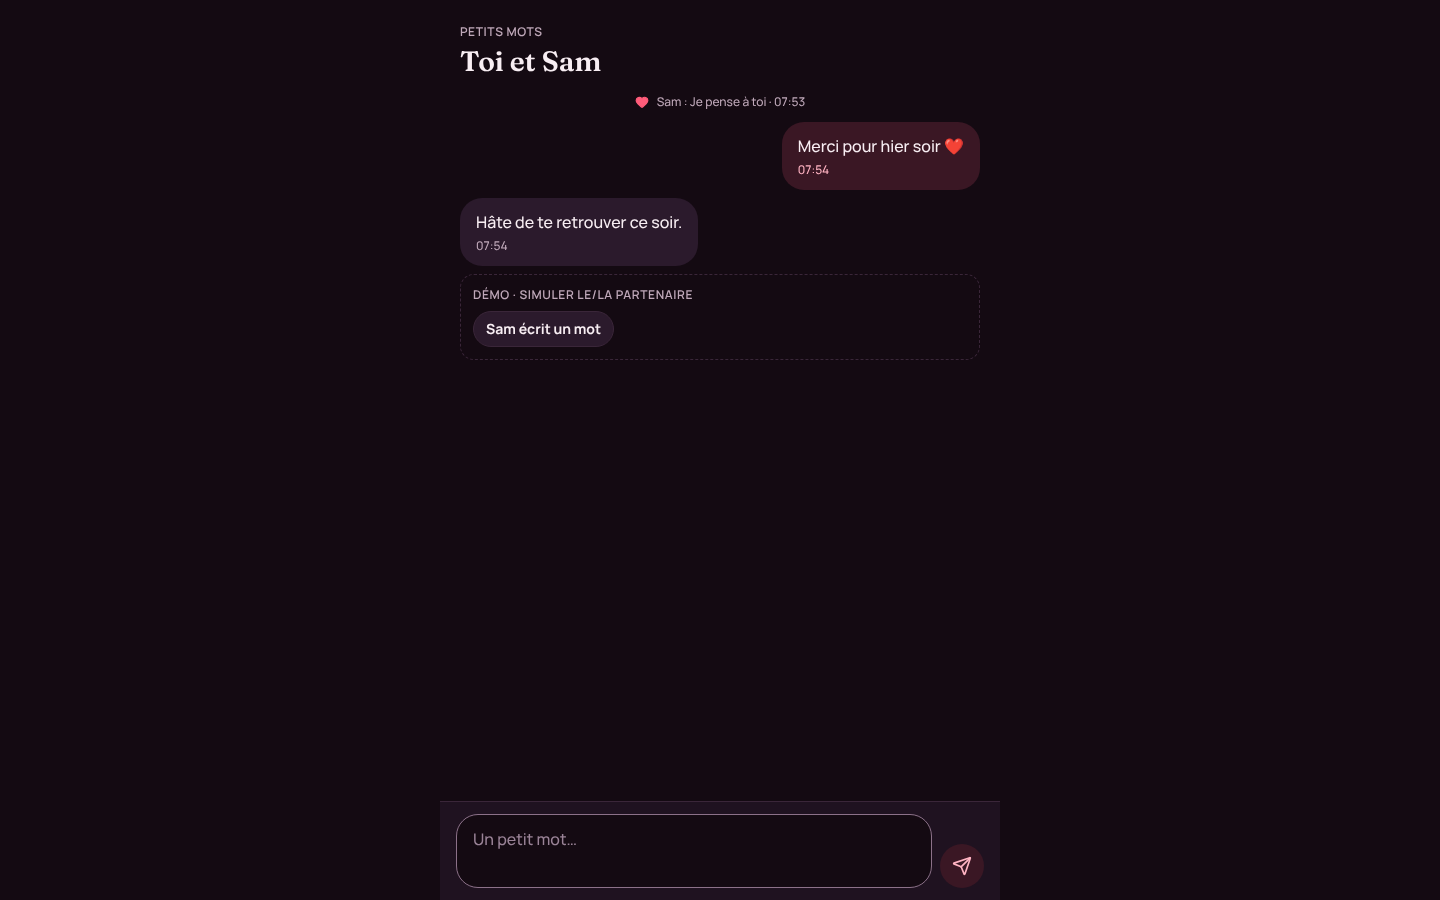 PETITS MOTS
Toi et Sam
Sam : Je pense à toi · 07:53
Merci pour hier soir ❤️
07:54
Hâte de te retrouver ce soir.
07:54
DÉMO · SIMULER LE/LA PARTENAIRE
Sam écrit un mot
Un petit mot…